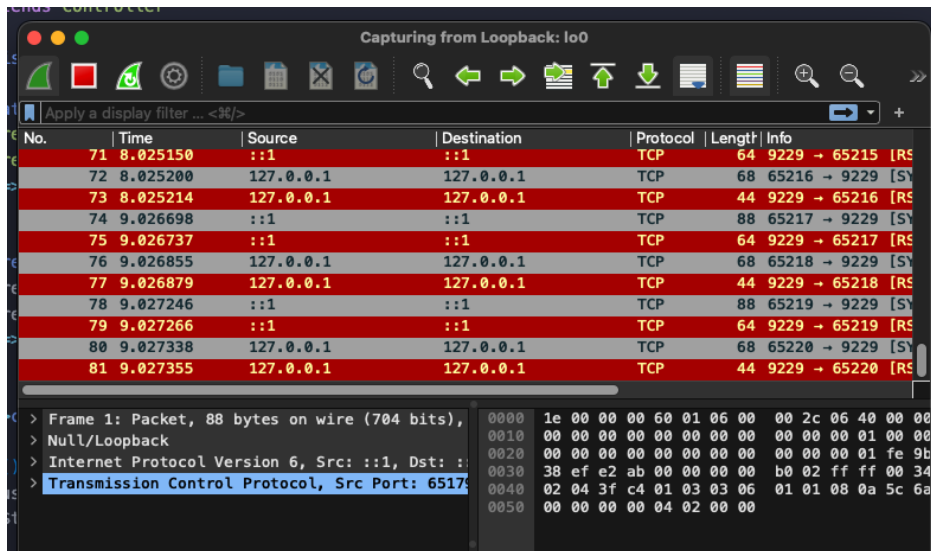 Capturing from Loopback: lo0
Apply a display filter ... <⌘/>
No. Time Source Destination Protocol Length Info
71 8.025150 ::1 ::1 TCP 64 9229 → 65215 [RS
72 8.025200 127.0.0.1 127.0.0.1 TCP 68 65216 → 9229 [SY
73 8.025214 127.0.0.1 127.0.0.1 TCP 44 9229 → 65216 [RS
74 9.026698 ::1 ::1 TCP 88 65217 → 9229 [SY
75 9.026737 ::1 ::1 TCP 64 9229 → 65217 [RS
76 9.026855 127.0.0.1 127.0.0.1 TCP 68 65218 → 9229 [SY
77 9.026879 127.0.0.1 127.0.0.1 TCP 44 9229 → 65218 [RS
78 9.027246 ::1 ::1 TCP 88 65219 → 9229 [SY
79 9.027266 ::1 ::1 TCP 64 9229 → 65219 [RS
80 9.027338 127.0.0.1 127.0.0.1 TCP 68 65220 → 9229 [SY
81 9.027355 127.0.0.1 127.0.0.1 TCP 44 9229 → 65220 [RS
> Frame 1: Packet, 88 bytes on wire (704 bits),
> Null/Loopback
> Internet Protocol Version 6, Src: ::1, Dst: :
> Transmission Control Protocol, Src Port: 65179
0000 1e 00 00 00 60 01 06 00 00 2c 06 40 00 00
0010 00 00 00 00 00 00 00 00 00 00 00 01 00 00
0020 00 00 00 00 00 00 00 00 00 00 00 01 fe 9b
0030 38 ef e2 ab 00 00 00 00 b0 02 ff ff 00 34
0040 02 04 3f c4 01 03 03 06 01 01 08 0a 5c 6a
0050 00 00 00 00 04 02 00 00